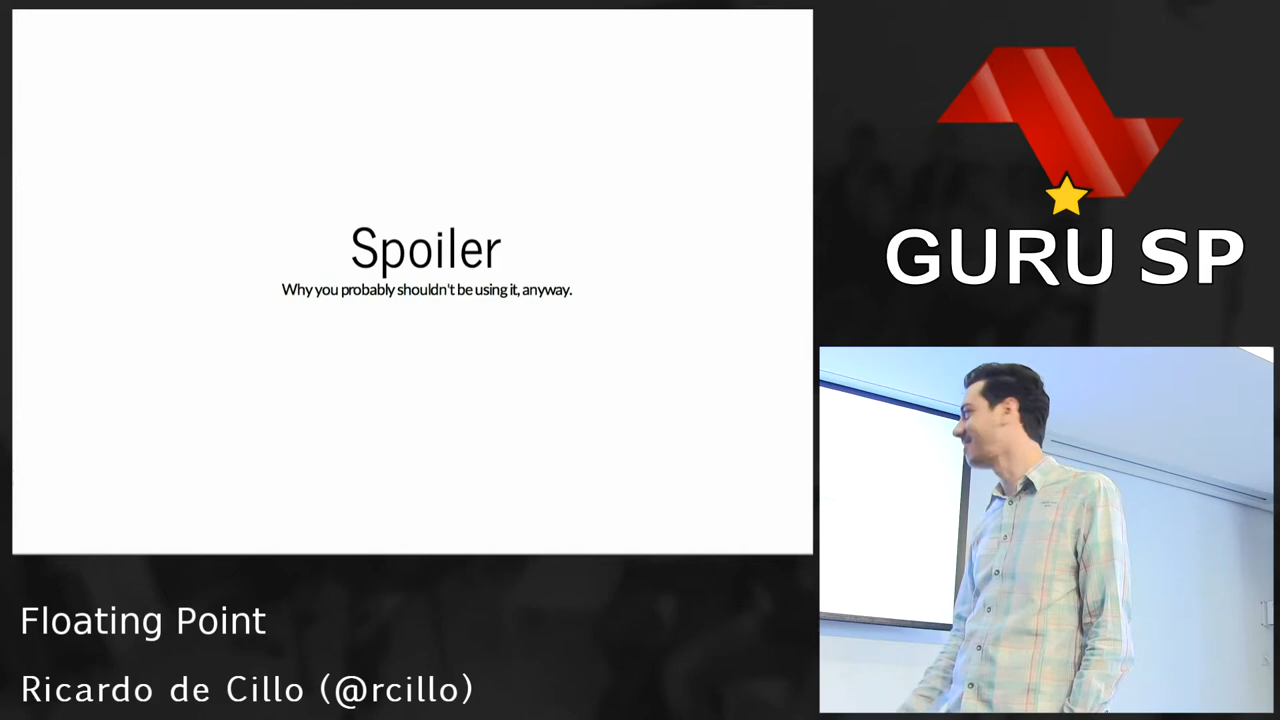 Spoiler
Why you probably shouldn't be using it, anyway.
GURU SP
Floating Point
Ricardo de Cillo (@rcillo)